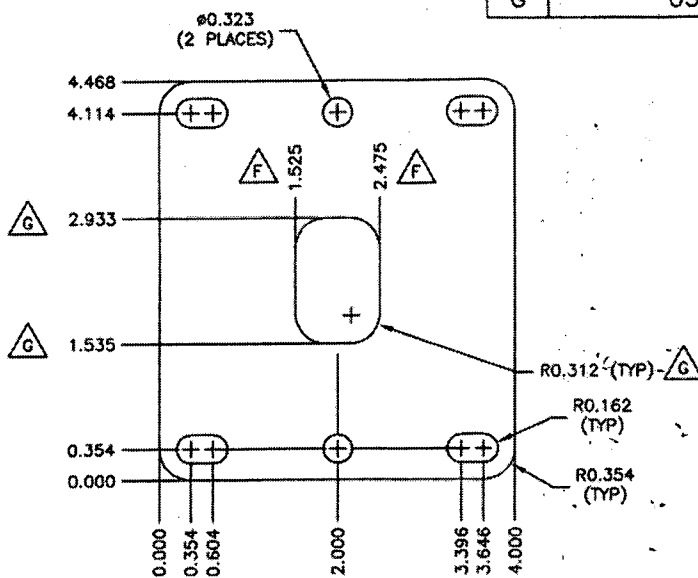 G
ø0.323
(2 PLACES)
4.468
4.114
F
1.525
2.475
F
G
2.933
G
1.535
R0.312 (TYP)
G
R0.162
(TYP)
0.354
0.000
R0.354
(TYP)
0.000
0.354
0.604
2.000
3.396
3.646
4.000